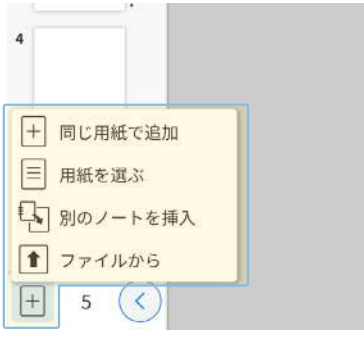 4
同じ用紙で追加
用紙を選ぶ
別のノートを挿入
ファイルから
5